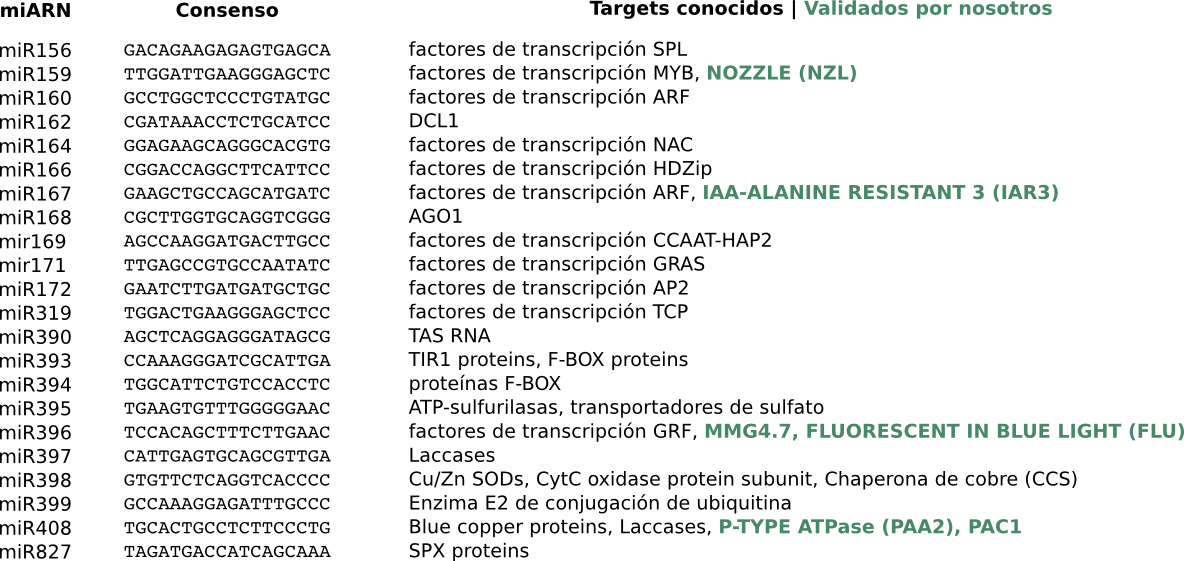 miARN Consenso Targets conocidos | Validados por nosotros
miR156 GACAGAAGAGAGTGAGCA factores de transcripción SPL
miR159 TTGGATTGAAGGGAGCTC factores de transcripción MYB, NOZZLE (NZL)
miR160 GCCTGGCTCCCTGTATGC factores de transcripción ARF
miR162 CGATAAACCTCTGCATCC DCL1
miR164 GGAGAAGCAGGGCACGTG factores de transcripción NAC
miR166 CGGACCAGGCTTCATTCC factores de transcripción HDZip
miR167 GAAGCTGCCAGCATGATC factores de transcripción ARF, IAA-ALANINE RESISTANT 3 (IAR3)
miR168 CGCTTGGTGCAGGTCGGG AGO1
mir169 AGCCAAGGATGACTTGCC factores de transcripción CCAAT-HAP2
mir171 TTGAGCCGTGCCAATATC factores de transcripción GRAS
miR172 GAATCTTGATGATGCTGC factores de transcripción AP2
miR319 TGGACTGAAGGGAGCTCC factores de transcripción TCP
miR390 AGCTCAGGAGGGATAGCG TAS RNA
miR393 CCAAAGGGATCGCATTGA TIR1 proteins, F-BOX proteins
miR394 TGGCATTCTGTCCACCTC proteínas F-BOX
miR395 TGAAGTGTTTGGGGGAAC ATP-sulfurilasas, transportadores de sulfato
miR396 TCCACAGCTTTCTTGAAC factores de transcripción GRF, MMG4.7, FLUORESCENT IN BLUE LIGHT (FLU)
miR397 CATTGAGTGCAGCGTTGA Laccases
miR398 GTGTTCTCAGGTCACCCC Cu/Zn SODs, CytC oxidase protein subunit, Chaperona de cobre (CCS)
miR399 GCCAAAGGAGATTTGCCC Enzima E2 de conjugación de ubiquitina
miR408 TGCACTGCCTCTTCCCTG Blue copper proteins, Laccases, P-TYPE ATPase (PAA2), PAC1
miR827 TAGATGACCATCAGCAAA SPX proteins